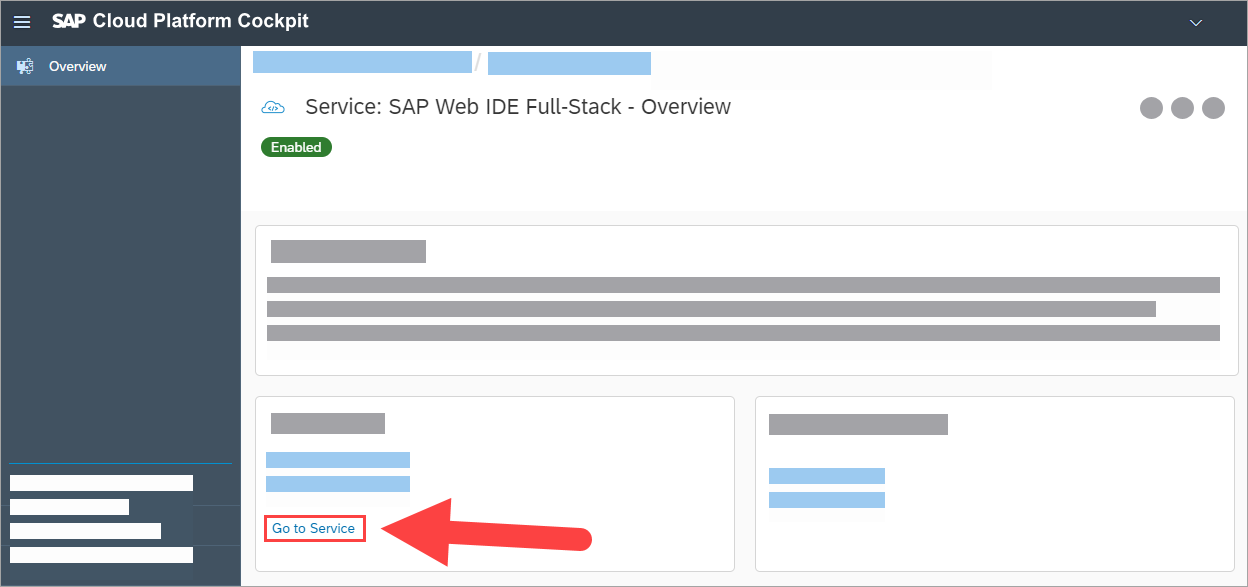 SAP Cloud Platform Cockpit
Overview
/
Service: SAP Web IDE Full-Stack - Overview
Enabled
Go to Service